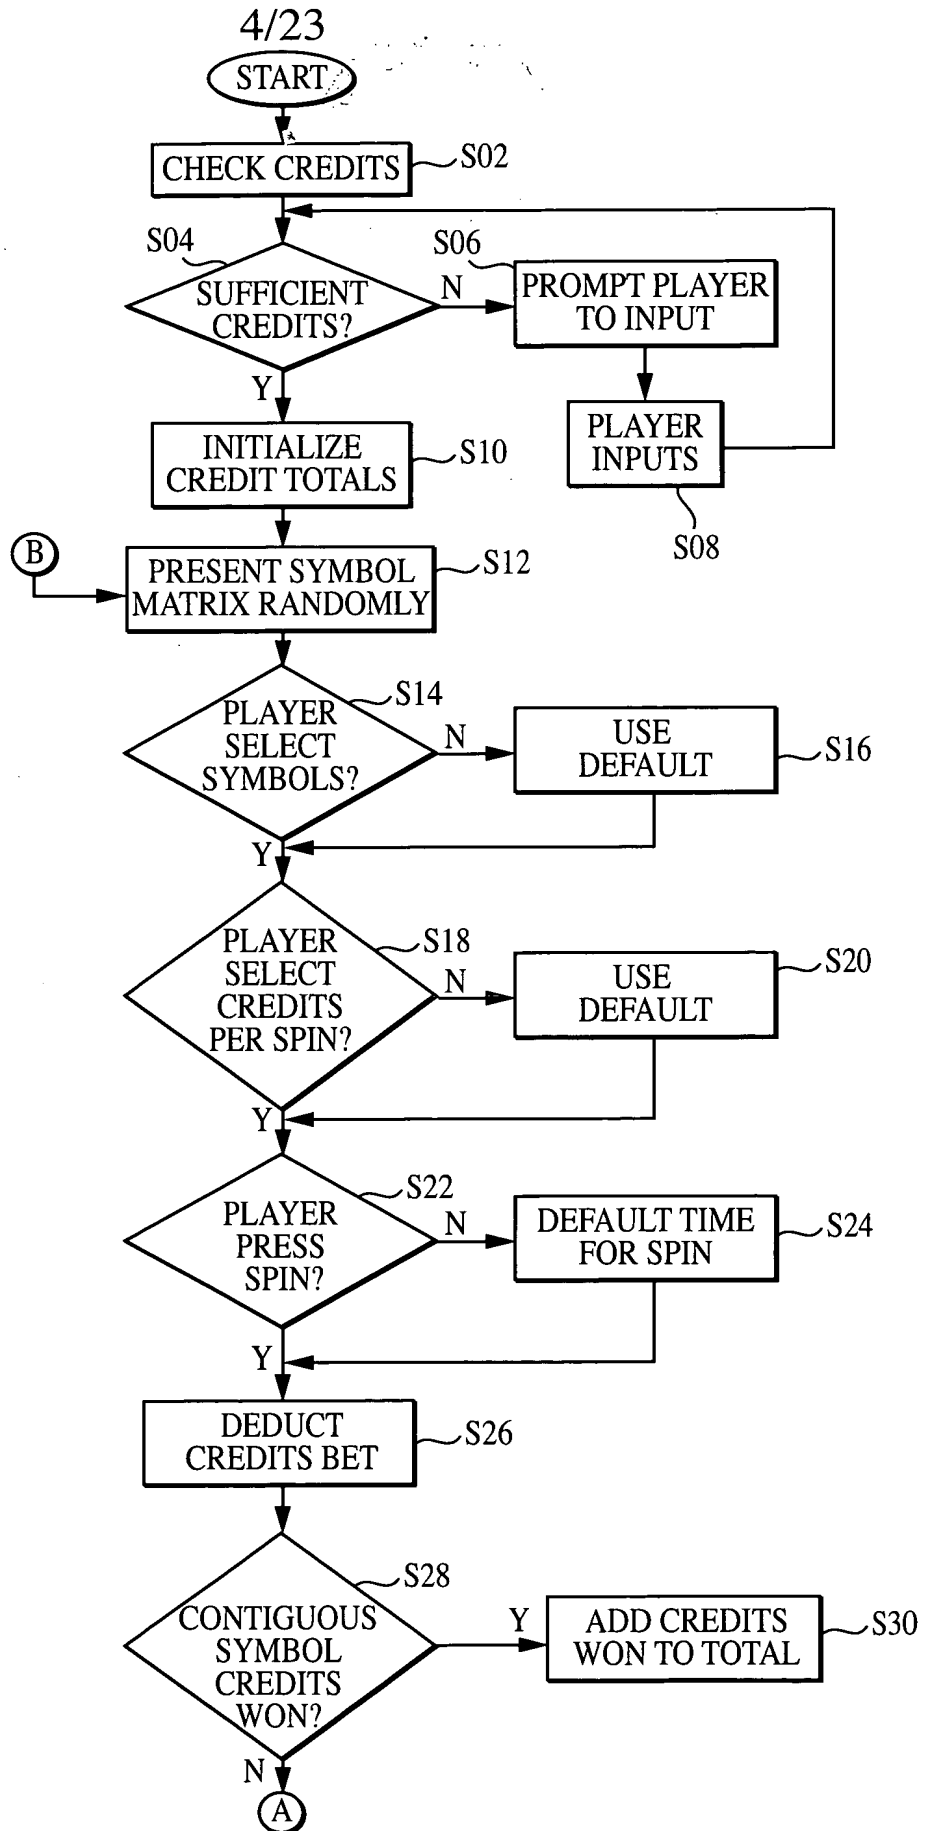 4/23
START
CHECK CREDITS
S02
S04
SUFFICIENT
CREDITS?
N
S06
PROMPT PLAYER
TO INPUT
Y
PLAYER
INPUTS
S08
INITIALIZE
CREDIT TOTALS
S10
B
PRESENT SYMBOL
MATRIX RANDOMLY
S12
PLAYER
SELECT
SYMBOLS?
S14
N
USE
DEFAULT
S16
Y
PLAYER
SELECT
CREDITS
PER SPIN?
S18
N
USE
DEFAULT
S20
Y
PLAYER
PRESS
SPIN?
S22
N
DEFAULT TIME
FOR SPIN
S24
Y
DEDUCT
CREDITS BET
S26
CONTIGUOUS
SYMBOL
CREDITS
WON?
S28
Y
ADD CREDITS
WON TO TOTAL
S30
N
A